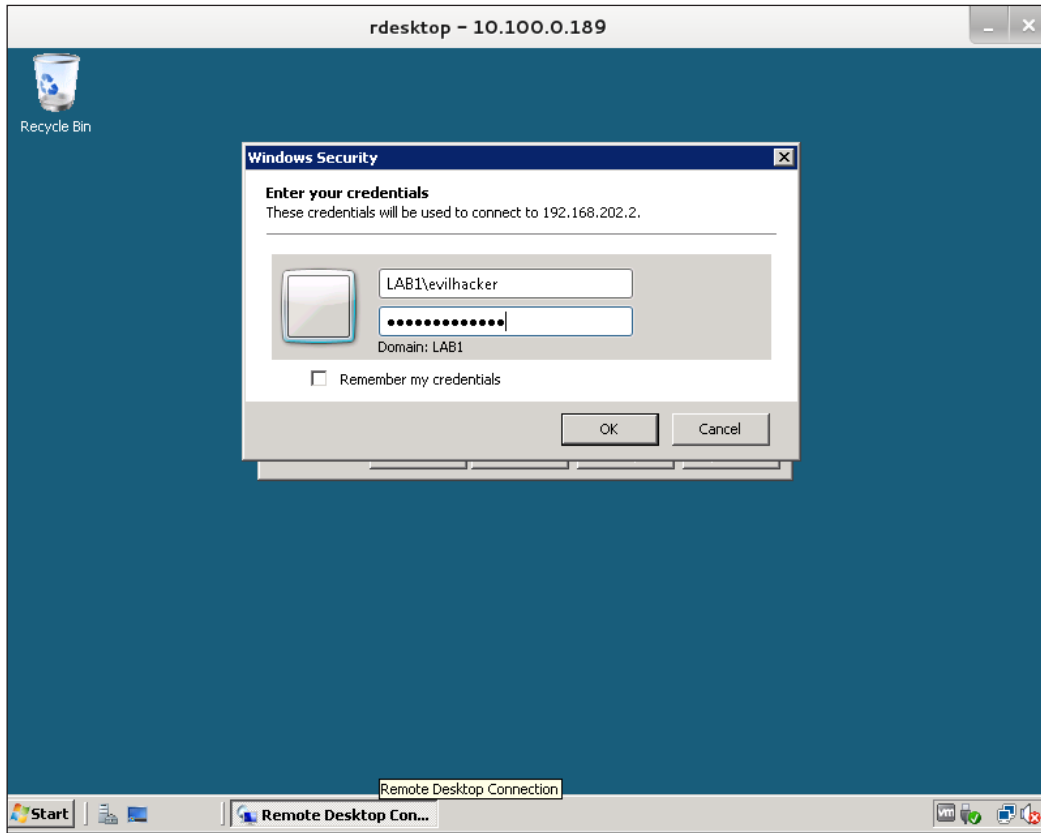 rdesktop - 10.100.0.189
Recycle Bin
Windows Security
Enter your credentials
These credentials will be used to connect to 192.168.202.2.
LAB1\evilhacker
●●●●●●●●●●●●●
Domain: LAB1
Remember my credentials
OK
Cancel
Remote Desktop Connection
Start
Remote Desktop Con...
vm